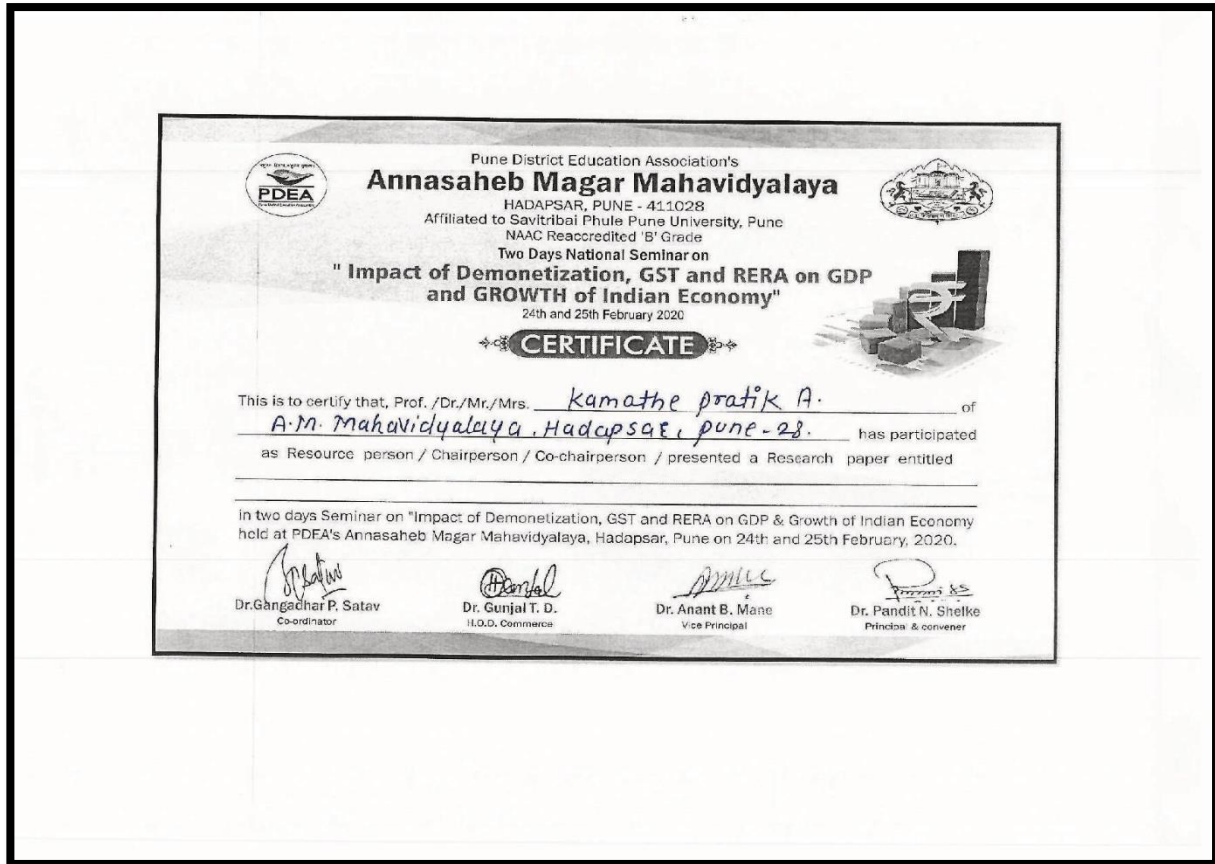 Pune District Education Association's
PDEA
Annasaheb Magar Mahavidyalaya
HADAPSAR, PUNE - 411028
Affiliated to Savitribai Phule Pune University, Pune
NAAC Reaccredited 'B' Grade
Two Days National Seminar on
" Impact of Demonetization, GST and RERA on GDP
and GROWTH of Indian Economy"
24th and 25th February 2020
CERTIFICATE
This is to certify that, Prof. /Dr./Mr./Mrs. Kamathe pratik A. of
A.M. Mahavidyalaya, Hadapsar, pune-28. has participated
as Resource person / Chairperson / Co-chairperson / presented a Research paper entitled
in two days Seminar on "Impact of Demonetization, GST and RERA on GDP & Growth of Indian Economy
held at PDEA's Annasaheb Magar Mahavidyalaya, Hadapsar, Pune on 24th and 25th February, 2020.
Dr.Gangadhar P. Satav
Co-ordinator
Dr. Gunjal T. D.
H.O.D. Commerce
Dr. Anant B. Mane
Vice Principal
Dr. Pandit N. Shelke
Principal & convener